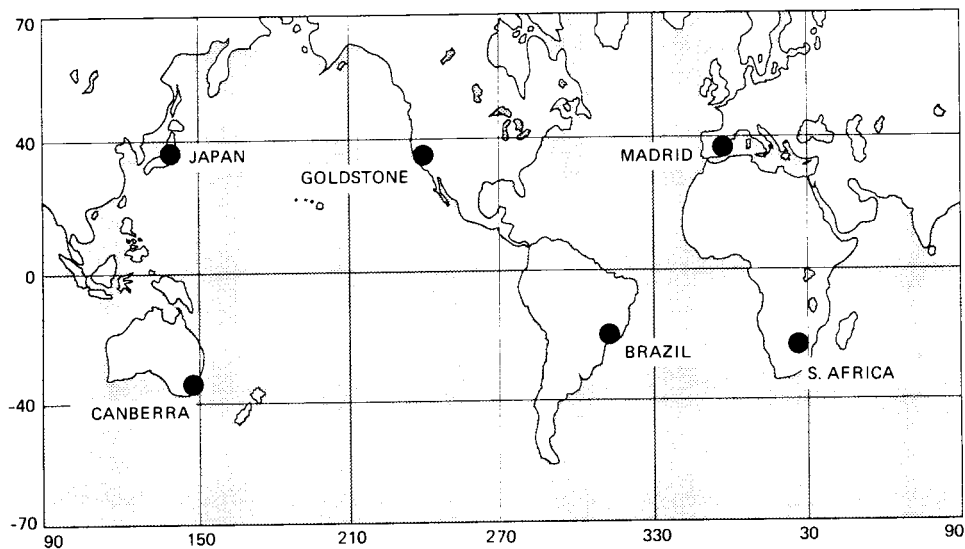 70
40
0
-40
-70
90
150
210
270
330
30
90
JAPAN
GOLDSTONE
MADRID
BRAZIL
S. AFRICA
CANBERRA